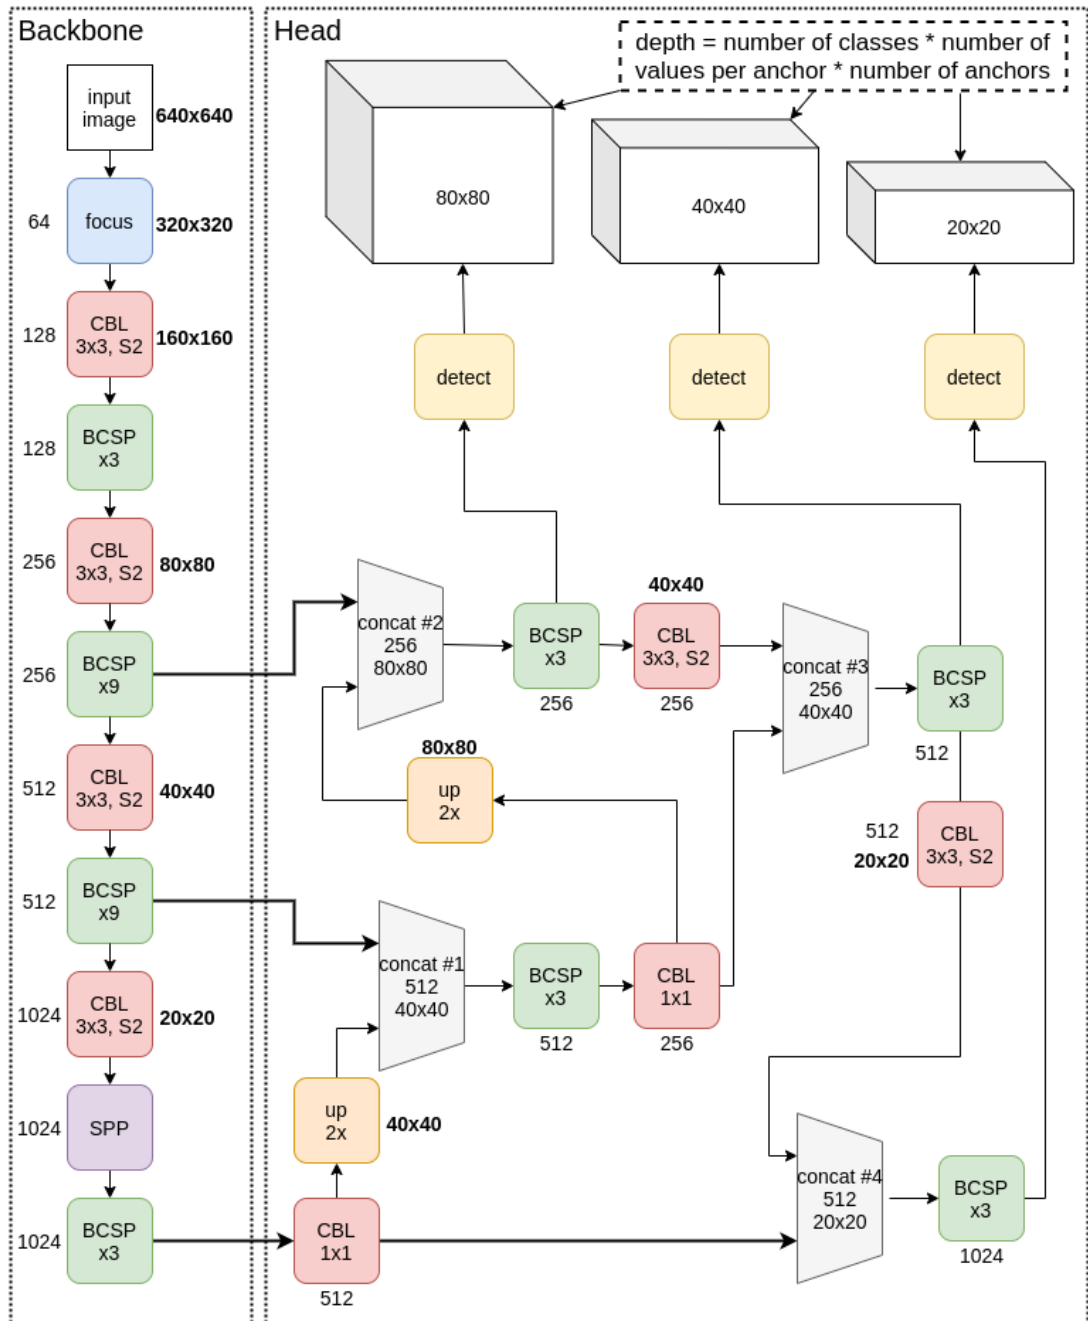 Backbone
input
image
640x640
64
focus
320x320
128
CBL
3x3, S2
160x160
128
BCSP
x3
256
CBL
3x3, S2
80x80
256
BCSP
x9
512
CBL
3x3, S2
40x40
512
BCSP
x9
1024
CBL
3x3, S2
20x20
1024
SPP
1024
BCSP
x3
Head
depth = number of classes * number of
values per anchor * number of anchors
80x80
40x40
20x20
detect
detect
detect
concat #2
256
80x80
BCSP
x3
256
40x40
CBL
3x3, S2
256
concat #3
256
40x40
BCSP
x3
512
80x80
up
2x
512
20x20
CBL
3x3, S2
concat #1
512
40x40
BCSP
x3
512
CBL
1x1
256
up
2x
40x40
CBL
1x1
512
concat #4
512
20x20
BCSP
x3
1024